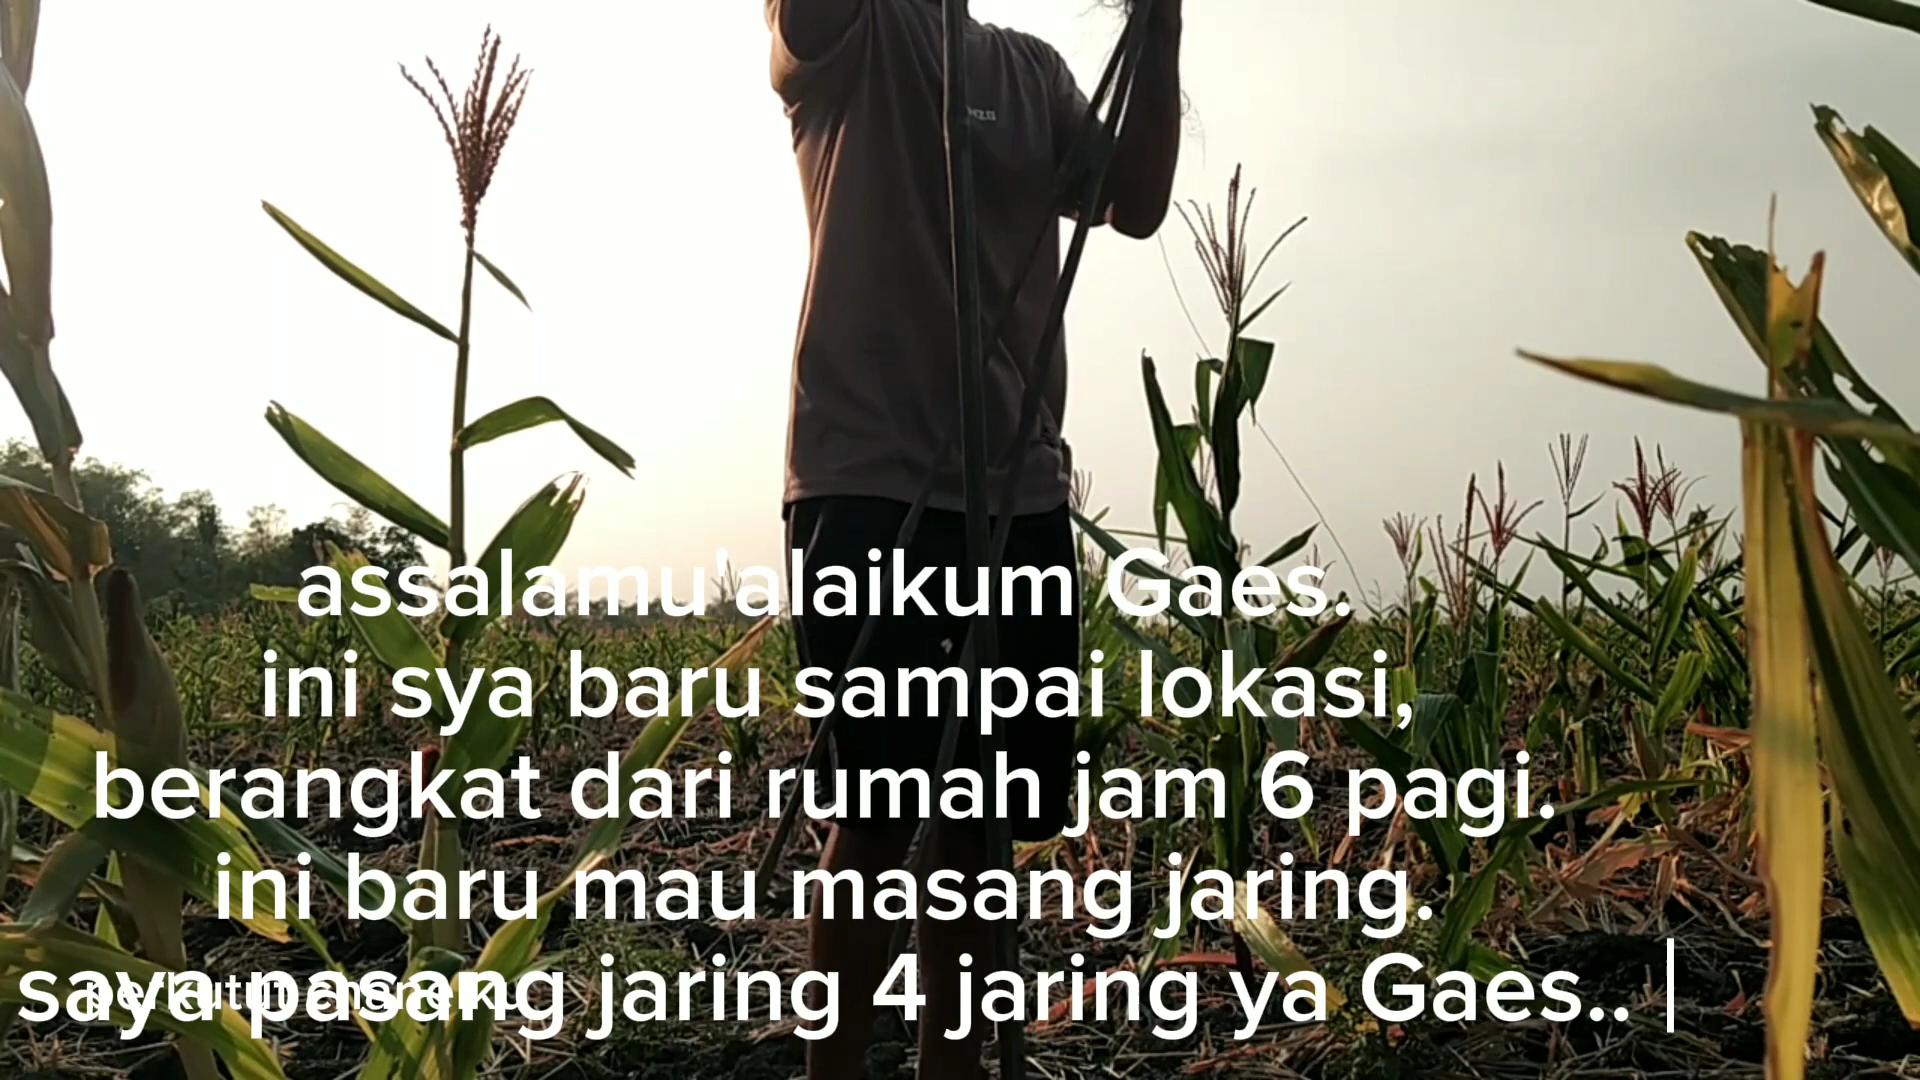 assalamu'alaikum Gaes.
ini sya baru sampai lokasi,
berangkat dari rumah jam 6 pagi.
ini baru mau masang jaring.
saya pasang jaring 4 jaring ya Gaes..
perkutut